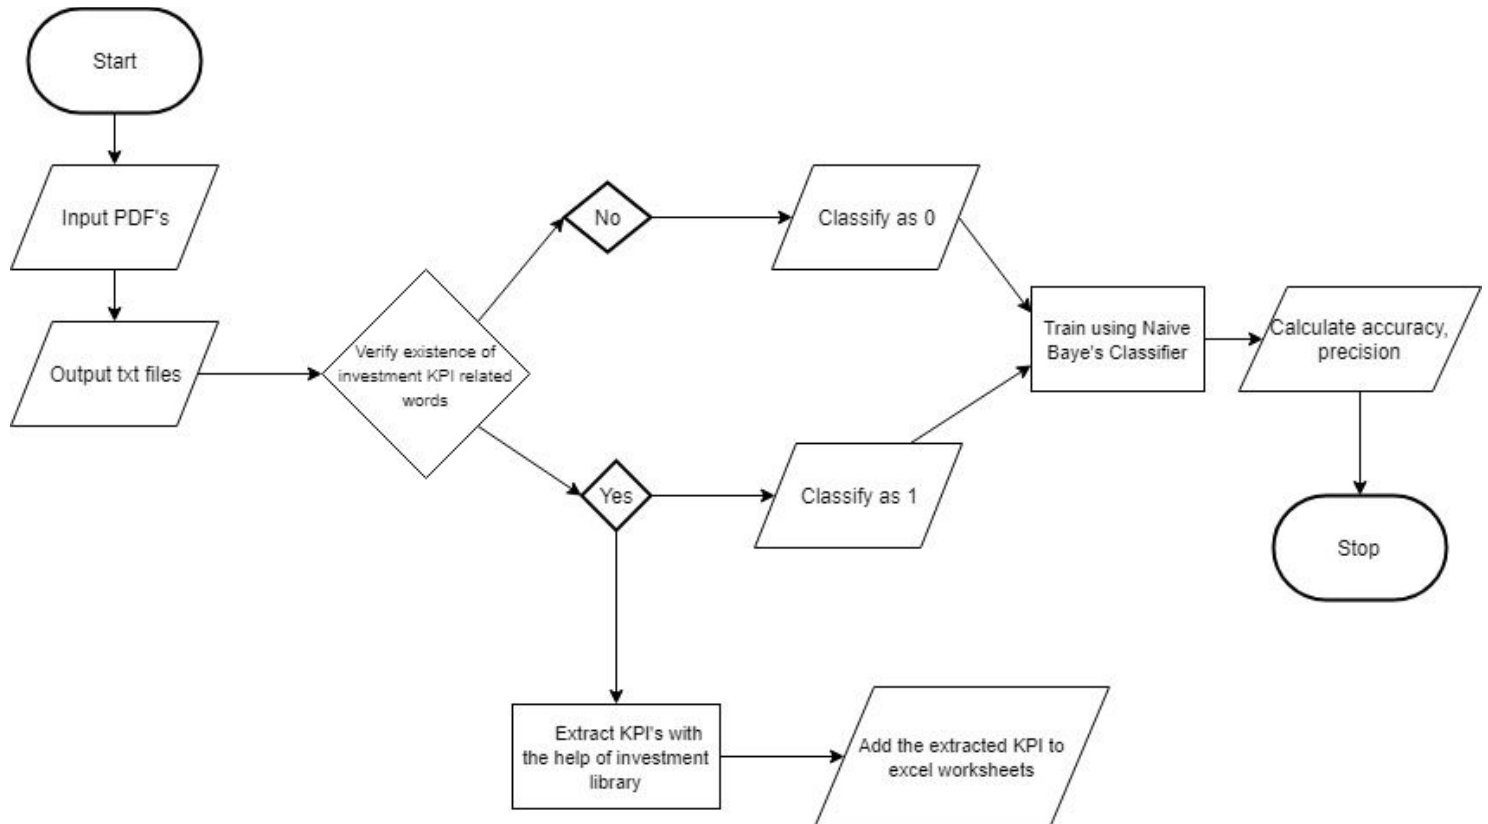 Start
Input PDF's
Output txt files
Verify existence of
investment KPI related
words
No
Classify as 0
Yes
Classify as 1
Train using Naive
Baye's Classifier
Calculate accuracy,
precision
Stop
Extract KPI's with
the help of investment
library
Add the extracted KPI to
excel worksheets